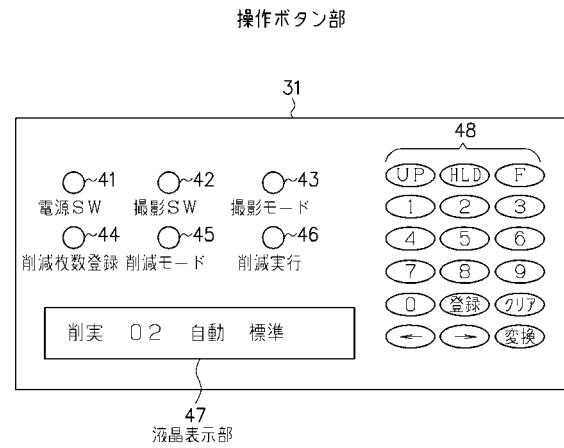 操作ボタン部
31
48
41 42 43
電源SW 撮影SW 撮影モード
44 45 46
削減枚数登録 削減モード 削減実行
UP HLD F
1 2 3
4 5 6
7 8 9
0 登録 クリア
← → 変換
削実 02 自動 標準
47
液晶表示部